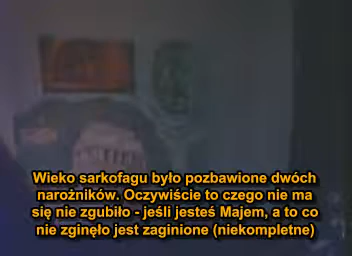 Wieko sarkofagu było pozbawione dwóch
narożników. Oczywiście to czego nie ma
się nie zgubiło - jeśli jesteś Majem, a to co
nie zginęło jest zaginione (niekompletne)